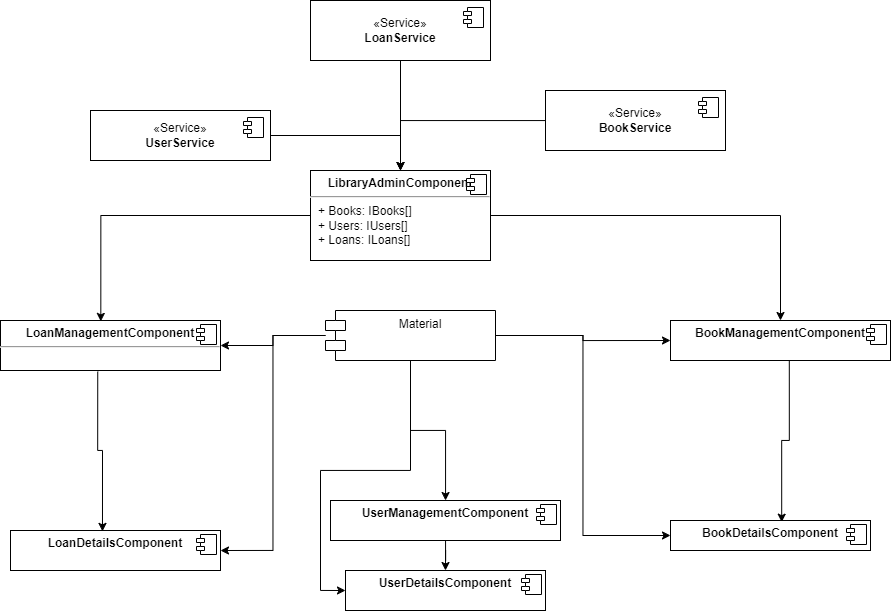 «Service»
LoanService
«Service»
BookService
«Service»
UserService
LibraryAdminComponent
+ Books: IBooks[]
+ Users: IUsers[]
+ Loans: ILoans[]
LoanManagementComponent
Material
BookManagementComponent
UserManagementComponent
LoanDetailsComponent
BookDetailsComponent
UserDetailsComponent